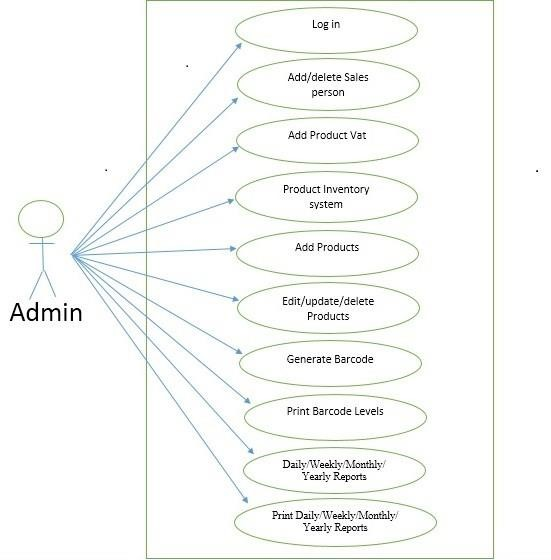 Log in
Add/delete Sales
person
Add Product Vat
Product Inventory
system
Add Products
Admin
Edit/update/delete
Products
Generate Barcode
Print Barcode Levels
Daily/Weekly/Monthly/
Yearly Reports
Print Daily/Weekly/Monthly/
Yearly Reports